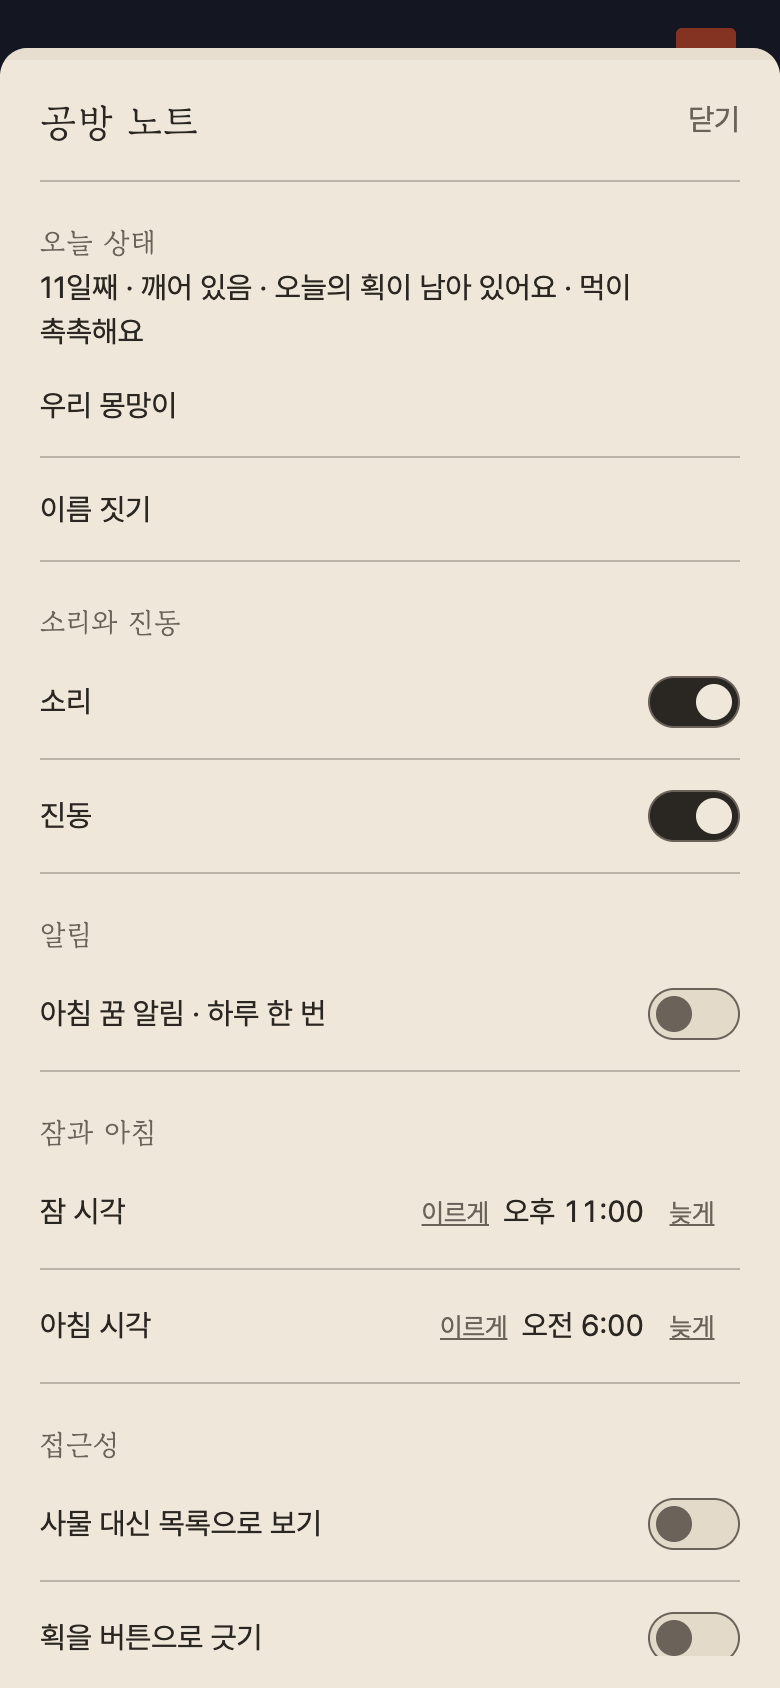 공방 노트
닫기
오늘 상태
11일째 · 깨어 있음 · 오늘의 획이 남아 있어요 · 먹이
촉촉해요
우리 몽망이
이름 짓기
소리와 진동
소리
진동
알림
아침 꿈 알림 · 하루 한 번
잠과 아침
잠 시각 이르게 오후 11:00 늦게
아침 시각 이르게 오전 6:00 늦게
접근성
사물 대신 목록으로 보기
획을 버튼으로 긋기